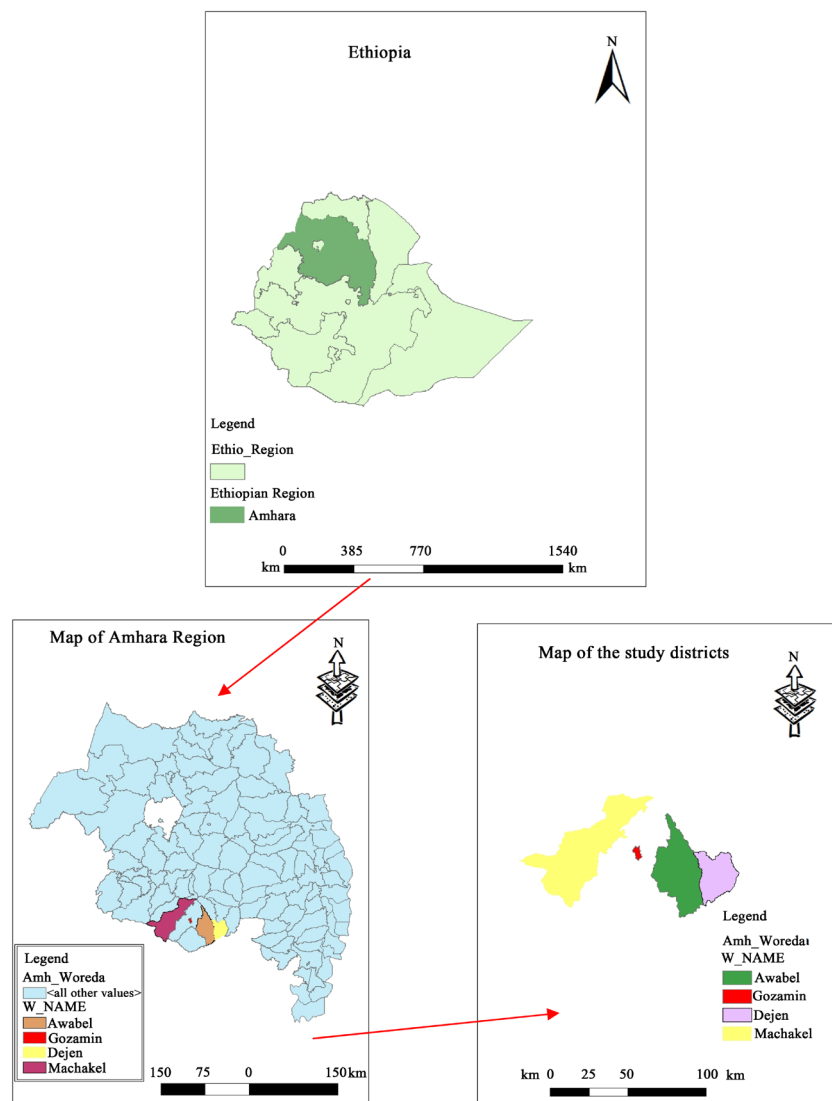 Ethiopia
N
Legend
Ethio_Region
Ethiopian Region
Amhara
0 385 770 1540
km km
Map of Amhara Region
N
Legend
Amh_Woreda
<all other values>
W_NAME
Awabel
Gozamin
Dejen
Machakel
150 75 0 150km
Map of the study districts
N
Legend
Amh_Woredaı
W_NAME
Awabel
Gozamin
Dejen
Machakel
km 0 25 50 100 km